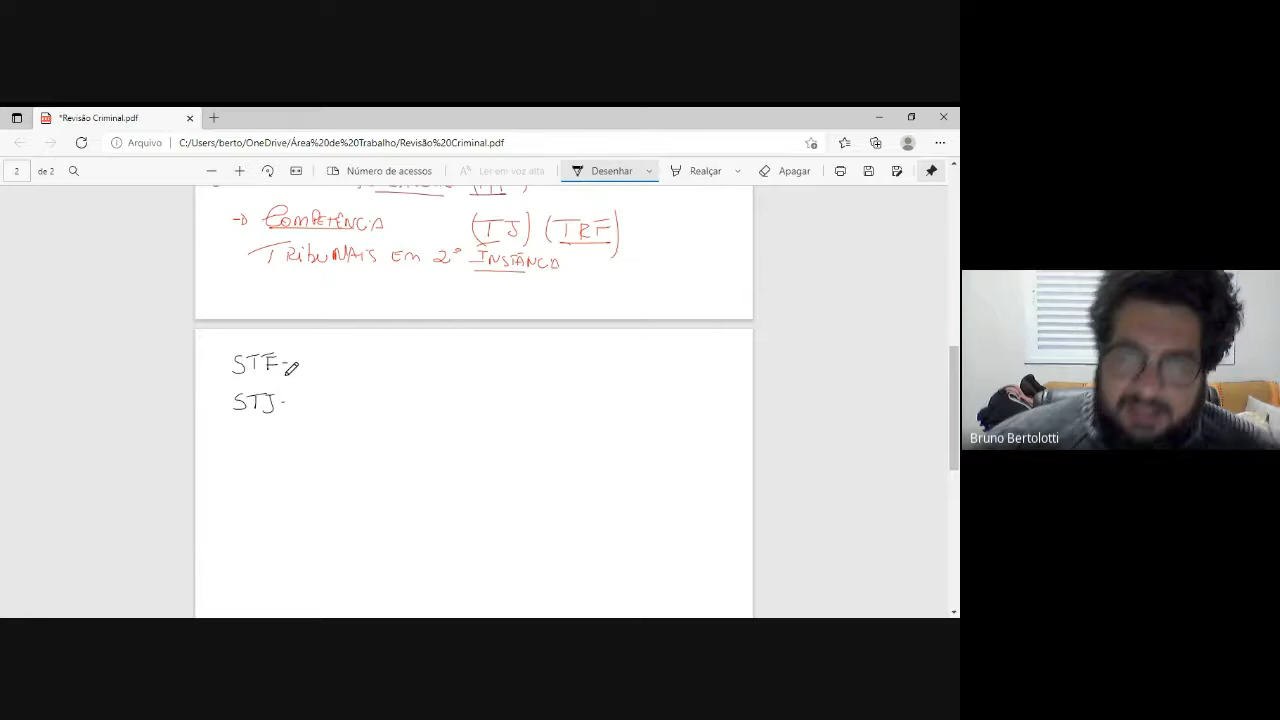 *Revisão Criminal.pdf
Arquivo C:/Users/berto/OneDrive/Área%20de%20Trabalho/Revisão%20Criminal.pdf
2 de 2 Número de acessos Ler em voz alta Desenhar Realçar Apagar
→ COMPETÊNCIA (TJ) (TRF)
TRIBUNAIS EM 2ª INSTÂNCIA
STF-
STJ-
Bruno Bertolotti